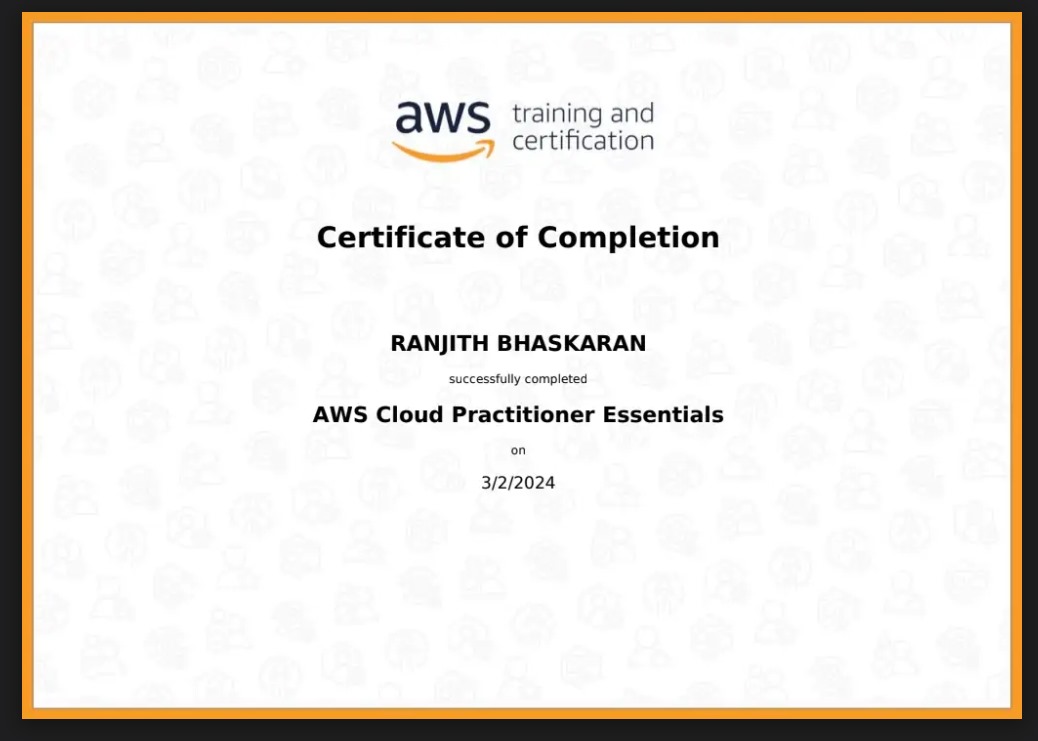 aws training and
certification
Certificate of Completion
RANJITH BHASKARAN
successfully completed
AWS Cloud Practitioner Essentials
on
3/2/2024